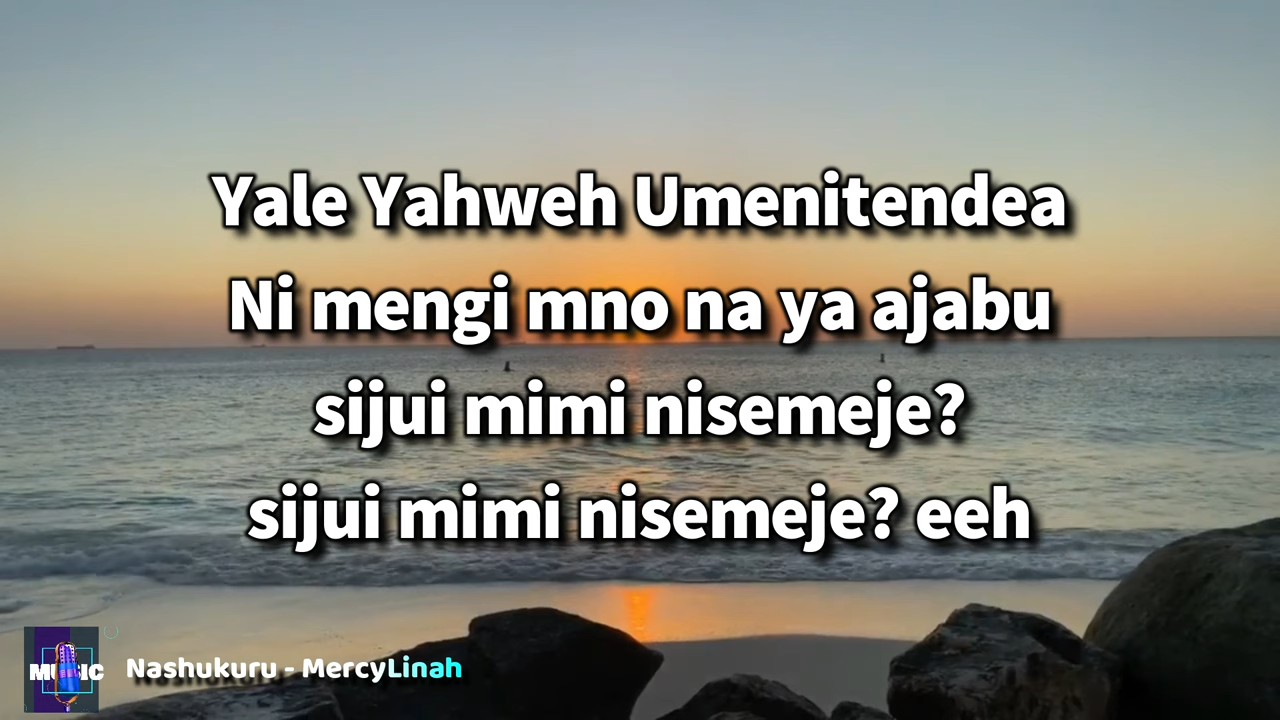 Yale Yahweh Umenitendea
Ni mengi mno na ya ajabu
sijui mimi nisemeje?
sijui mimi nisemeje? eeh
MUSIC
Nashukuru - MercyLinah